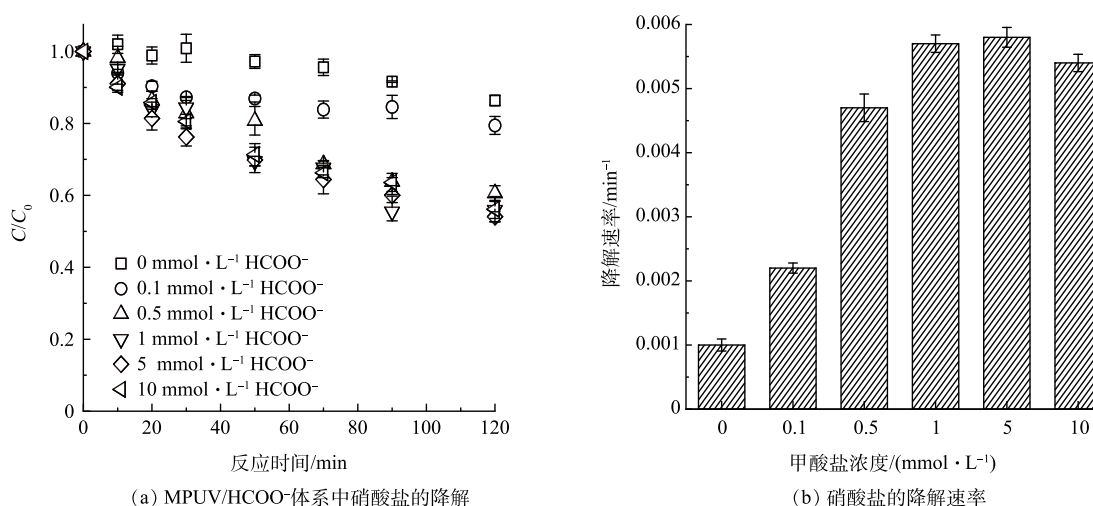 1.0
0.8
0.6
0.4
0.2
0
C/C₀
0 mmol·L⁻¹ HCOO⁻
0.1 mmol·L⁻¹ HCOO⁻
0.5 mmol·L⁻¹ HCOO⁻
1 mmol·L⁻¹ HCOO⁻
5 mmol·L⁻¹ HCOO⁻
10 mmol·L⁻¹ HCOO⁻
0 20 40 60 80 100 120
反应时间/min
(a) MPUV/HCOO⁻体系中硝酸盐的降解
0.006
0.005
0.004
0.003
0.002
0.001
0
降解速率/min⁻¹
0 0.1 0.5 1 5 10
甲酸盐浓度/(mmol·L⁻¹)
(b) 硝酸盐的降解速率